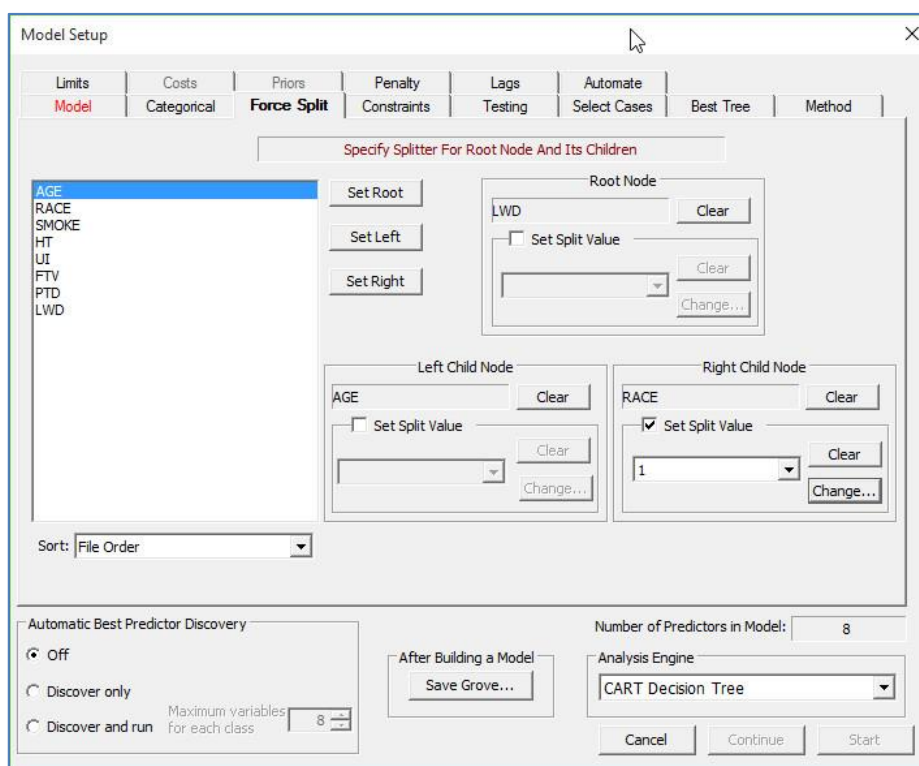 Model Setup
Limits Costs Priors Penalty Lags Automate
Model Categorical Force Split Constraints Testing Select Cases Best Tree Method
Specify Splitter For Root Node And Its Children
AGE
RACE
SMOKE
HT
UI
FTV
PTD
LWD
Set Root
Set Left
Set Right
Root Node
LWD Clear
Set Split Value
Clear
Change...
Left Child Node
AGE Clear
Set Split Value
Clear
Change...
Right Child Node
RACE Clear
Set Split Value
1 Clear
Change...
Sort: File Order
Automatic Best Predictor Discovery
Off
Discover only
Discover and run
Maximum variables
for each class 8
After Building a Model
Save Grove...
Number of Predictors in Model: 8
Analysis Engine
CART Decision Tree
Cancel Continue Start